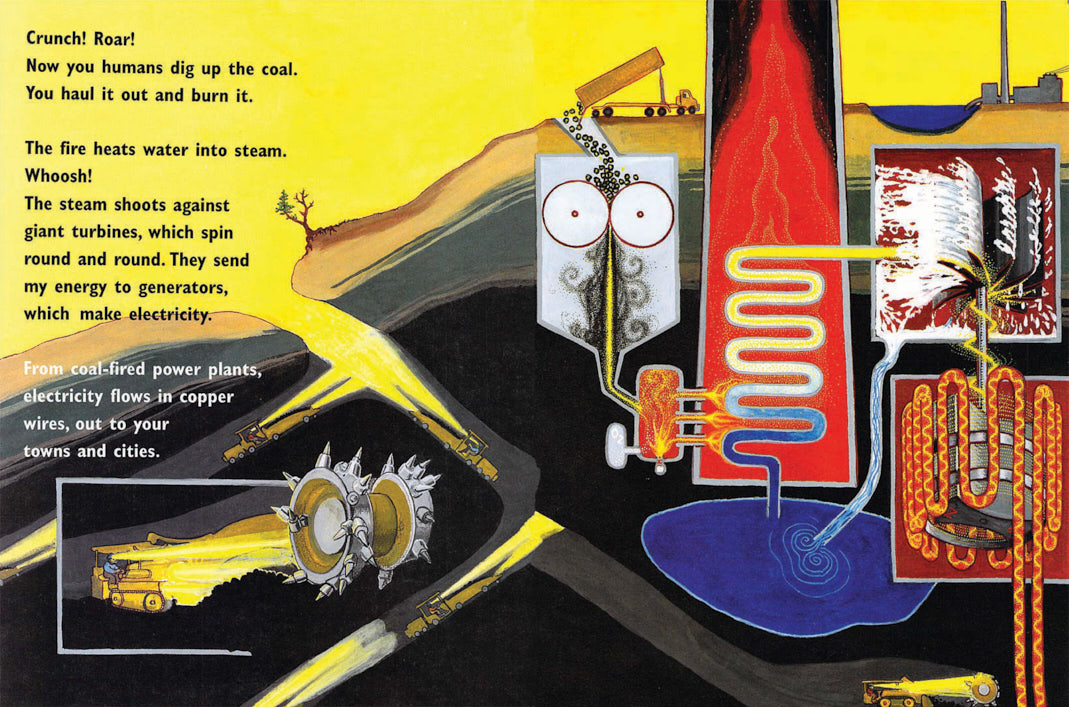 Crunch! Roar!
Now you humans dig up the coal.
You haul it out and burn it.
The fire heats water into steam.
Whoosh!
The steam shoots against
giant turbines, which spin
round and round. They send
my energy to generators,
which make electricity.
From coal-fired power plants,
electricity flows in copper
wires, out to your
towns and cities.